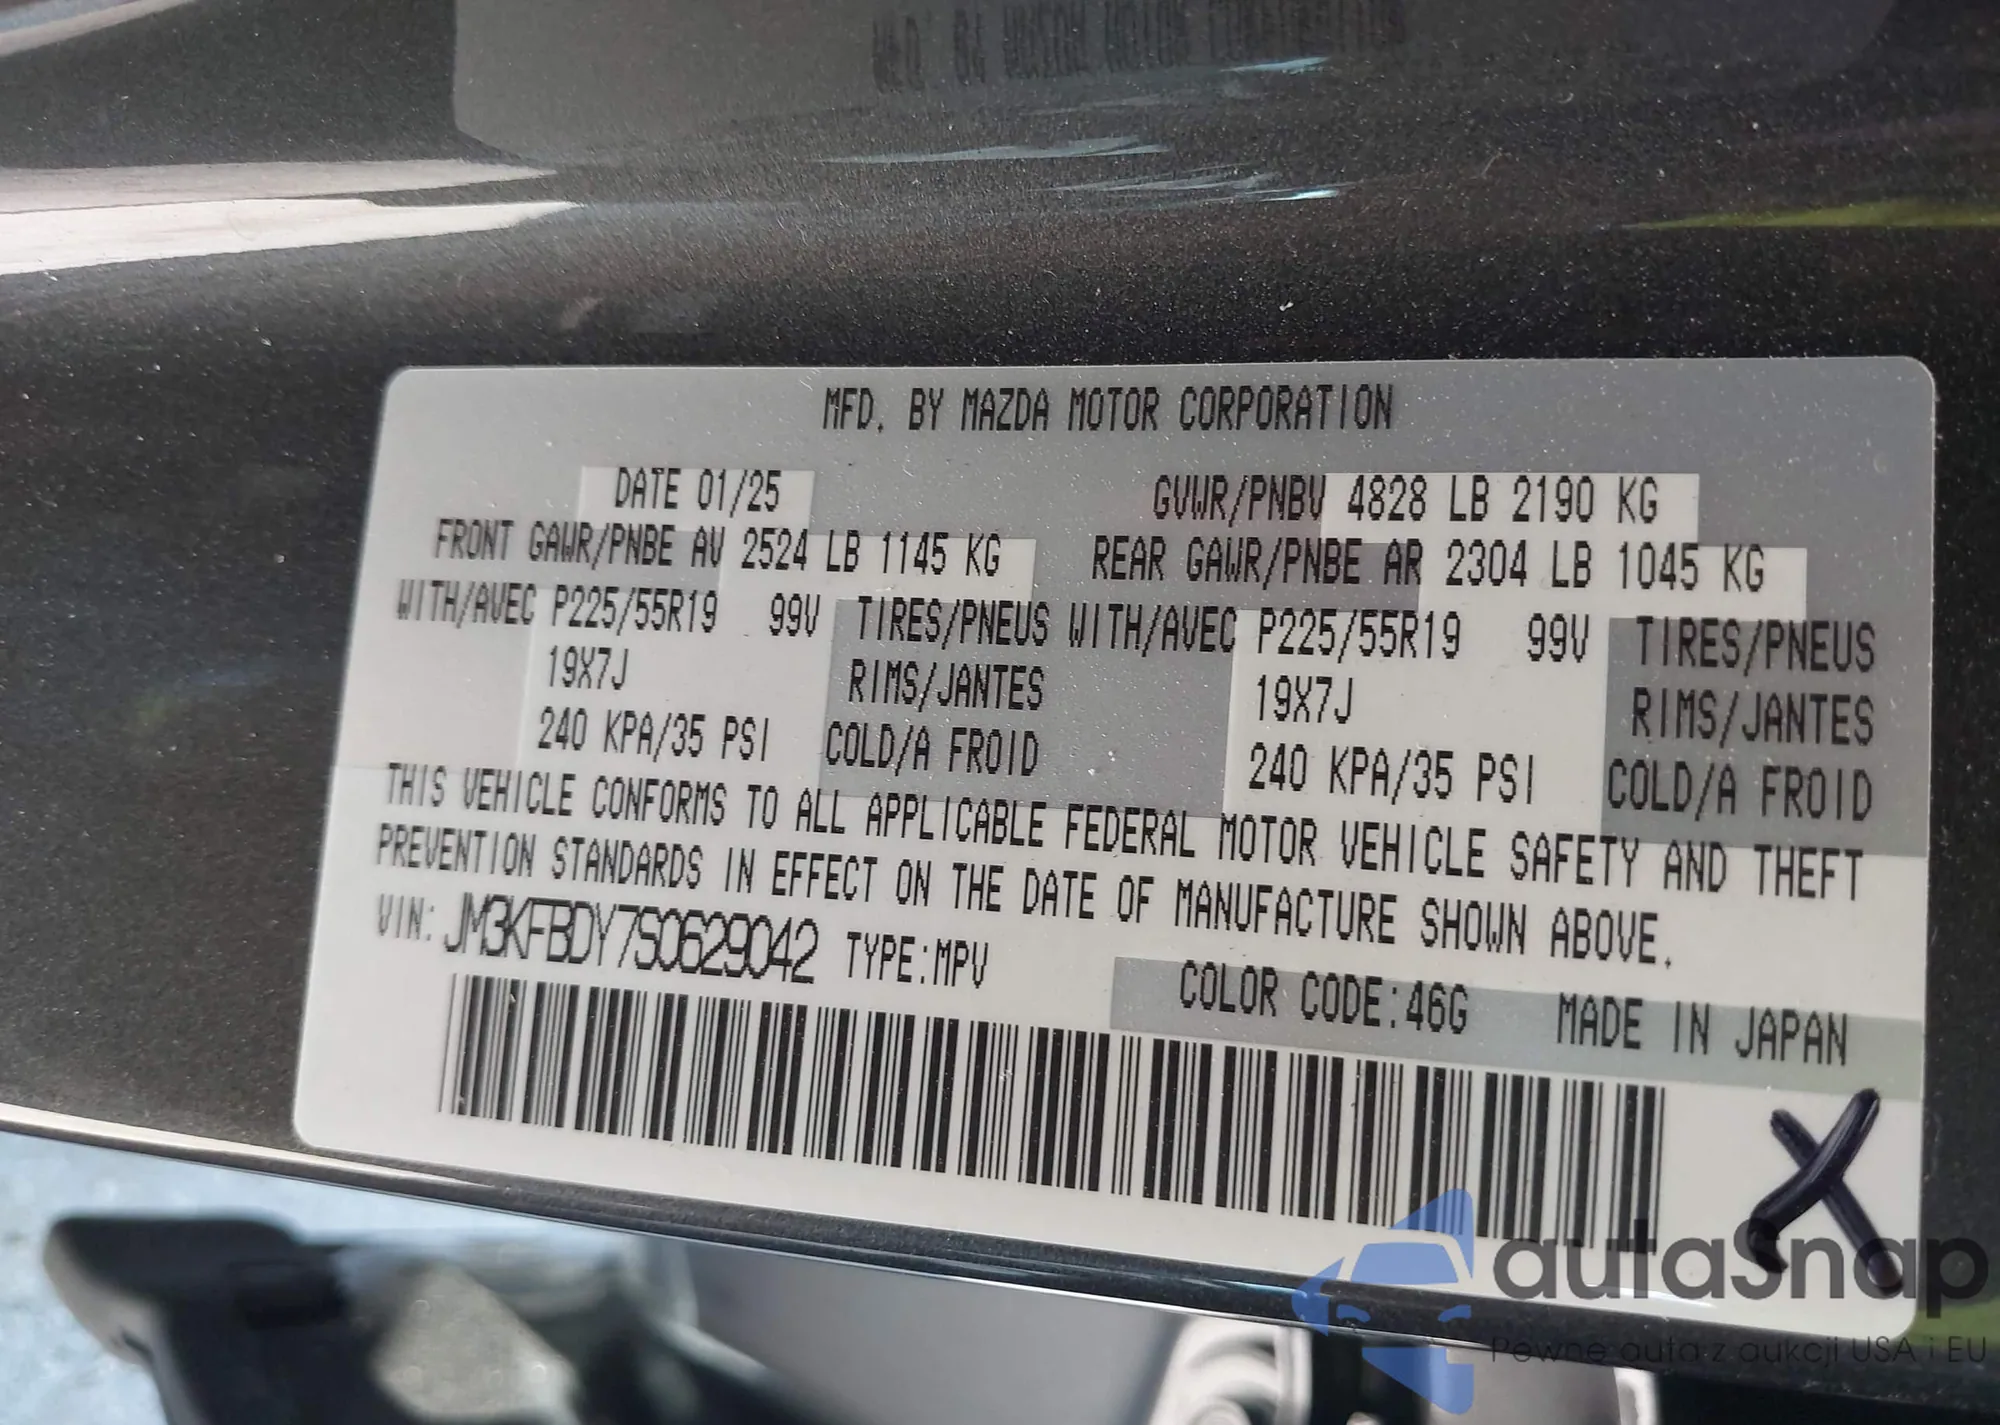 MFD. BY MAZDA MOTOR CORPORATION
DATE 01/25 GVWR/PNBV 4828 LB 2190 KG
FRONT GAWR/PNBE AV 2524 LB 1145 KG REAR GAWR/PNBE AR 2304 LB 1045 KG
WITH/AVEC P225/55R19 99V TIRES/PNEUS WITH/AVEC P225/55R19 99V TIRES/PNEUS
19X7J RIMS/JANTES 19X7J RIMS/JANTES
240 KPA/35 PSI COLD/A FROID 240 KPA/35 PSI COLD/A FROID
THIS VEHICLE CONFORMS TO ALL APPLICABLE FEDERAL MOTOR VEHICLE SAFETY AND THEFT
PREVENTION STANDARDS IN EFFECT ON THE DATE OF MANUFACTURE SHOWN ABOVE.
VIN: JM3KFBDY7S0629042 TYPE:MPV
COLOR CODE:46G MADE IN JAPAN
X
autaSnap
Pewne auta z aukcji USA i EU